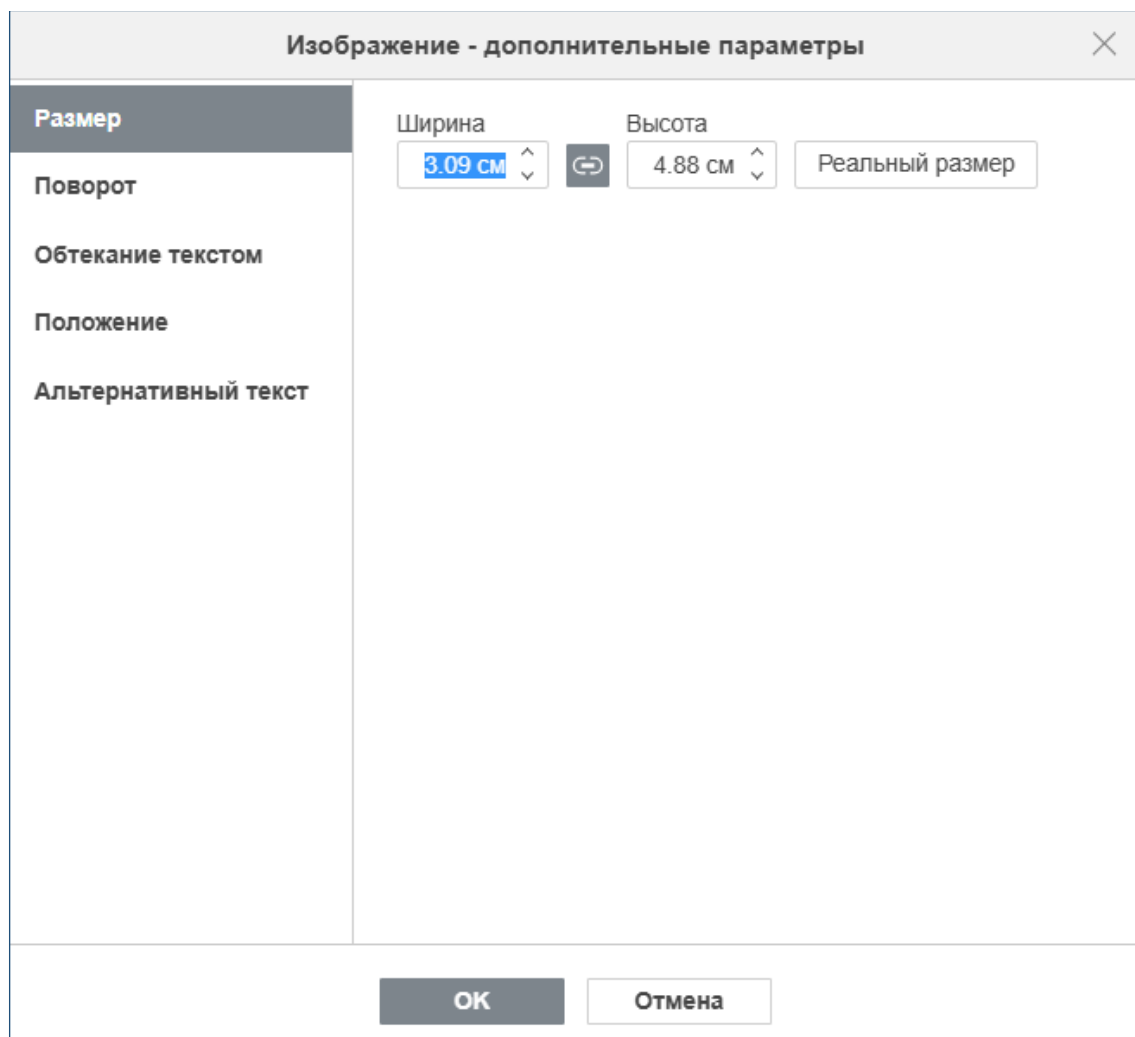 Изображение - дополнительные параметры
Размер
Поворот
Обтекание текстом
Положение
Альтернативный текст
Ширина
Высота
3.09 см
4.88 см
Реальный размер
OK
Отмена